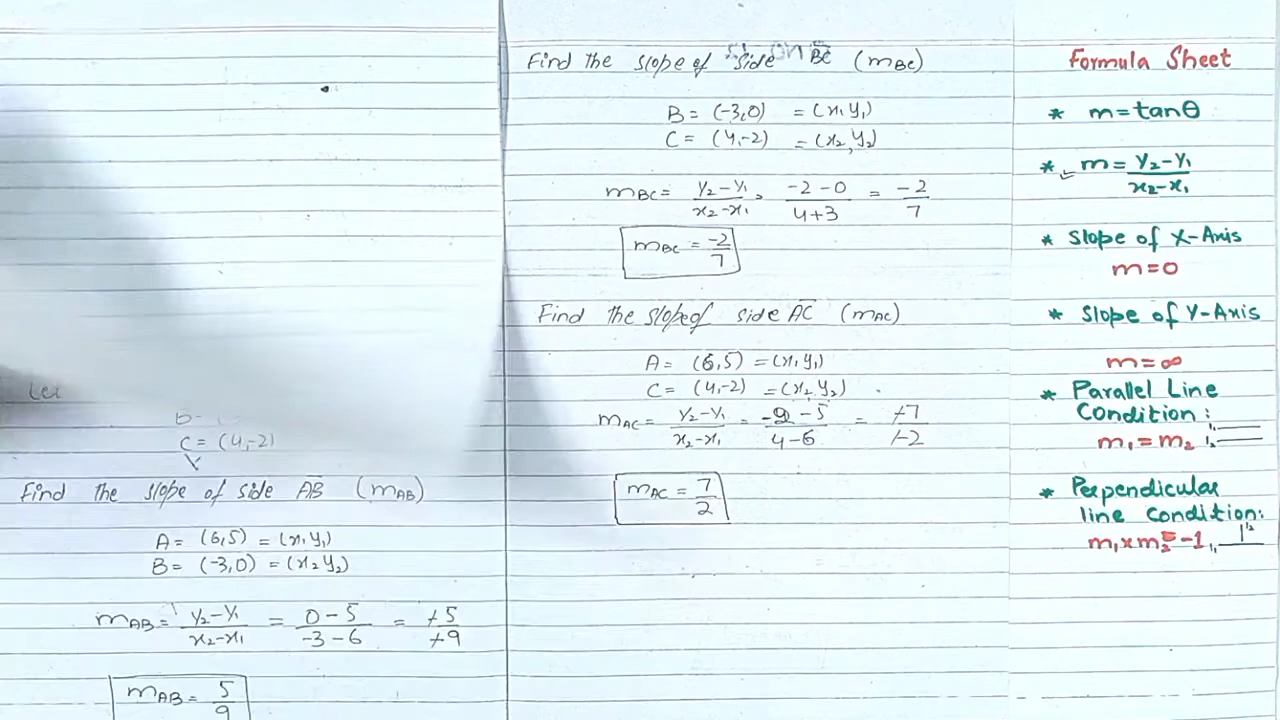 C = (4,-2)
Find the slope of side AB (mAB)
A = (6,5) = (x1 y1)
B = (-3,0) = (x2 y2)
mAB = y2-y1/x2-x1 = 0-5/-3-6 = -5/-9
mAB = 5/9
Find the slope of side BC (mBC)
B = (-3,0) = (x1 y1)
C = (4,-2) = (x2, y2)
mBC = y2-y1/x2-x1, -2-0/4+3 = -2/7
mBC = -2/7
Find the slope of side AC (mAC)
A = (6,5) = (x1 y1)
C = (4,-2) = (x2 y2)
mAC = y2-y1/x2-x1 = -2-5/4-6 = -7/-2
mAC = 7/2
Formula Sheet
* m = tanθ
* m = y2-y1/x2-x1
* Slope of X-Axis
m=0
* Slope of Y-Axis
m=∞
* Parallel Line
Condition:
m1 = m2
* Perpendicular
line condition:
m1 x m2 = -1